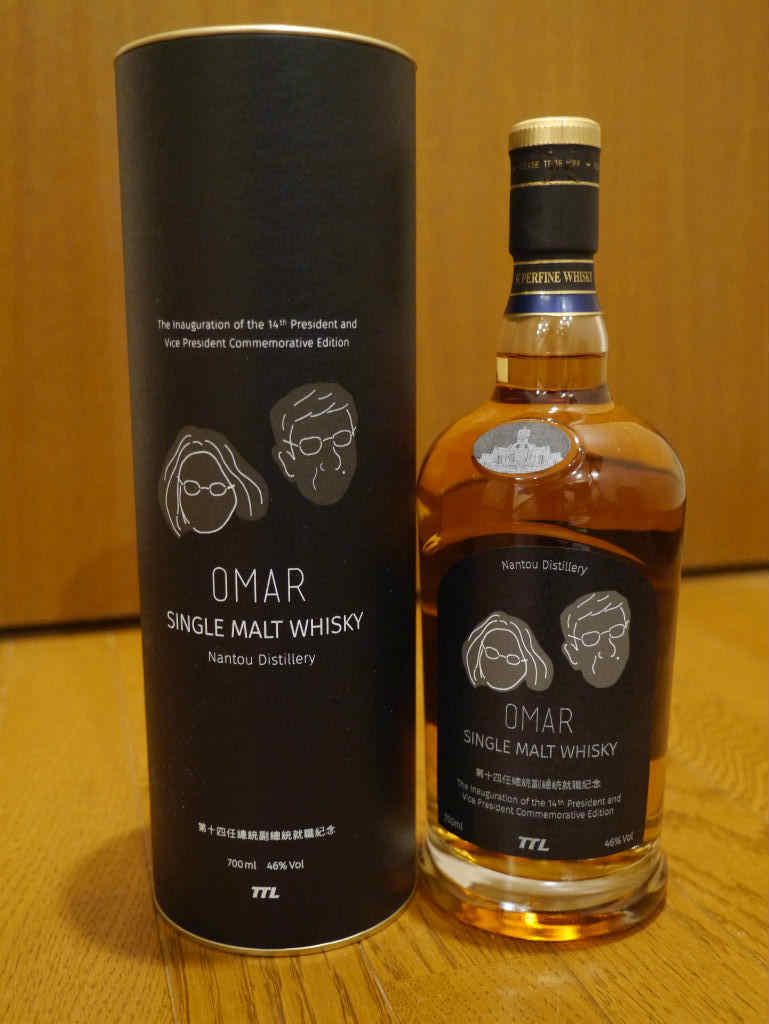 The Inauguration of the 14th President and
Vice President Commemorative Edition
OMAR
SINGLE MALT WHISKY
Nantou Distillery
第十四任總統副總統就職紀念
700ml 46%Vol
TTL
SUPERFINE WHISKY
Nantou Distillery
OMAR
SINGLE MALT WHISKY
第十四任總統副總統就職紀念
The Inauguration of the 14th President and
Vice President Commemorative Edition
700ml
46%Vol
TTL